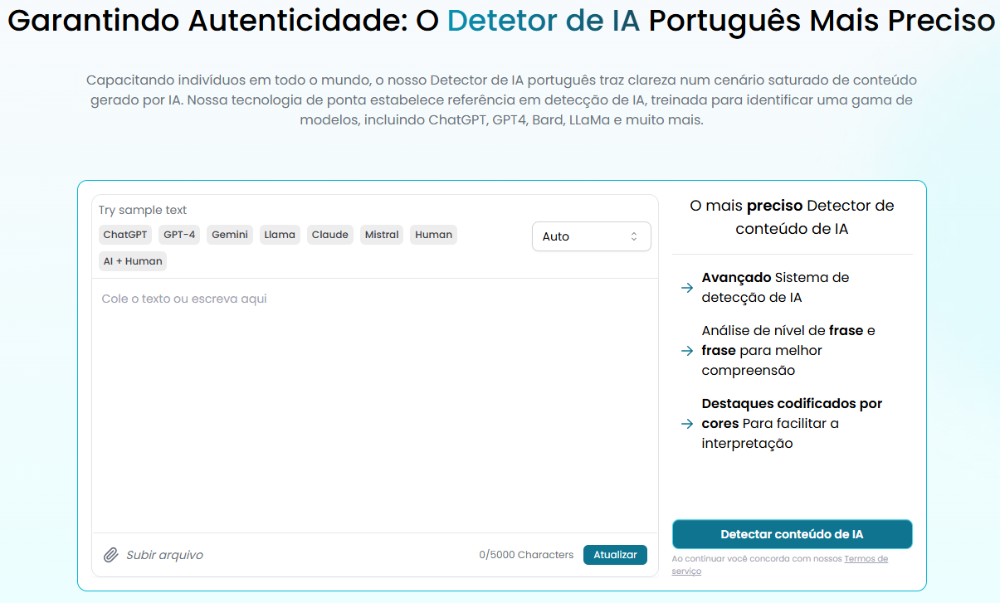 Garantindo Autenticidade: O Detetor de IA Português Mais Preciso
Capacitando indivíduos em todo o mundo, o nosso Detector de IA português traz clareza num cenário saturado de conteúdo
gerado por IA. Nossa tecnologia de ponta estabelece referência em detecção de IA, treinada para identificar uma gama de
modelos, incluindo ChatGPT, GPT4, Bard, LLaMa e muito mais.
Try sample text
ChatGPT GPT-4 Gemini Llama Claude Mistral Human
AI + Human
Auto
Cole o texto ou escreva aqui
Subir arquivo
0/5000 Characters
Atualizar
O mais preciso Detector de
conteúdo de IA
Avançado Sistema de
detecção de IA
Análise de nível de frase e
frase para melhor
compreensão
Destaques codificados por
cores Para facilitar a
interpretação
Detectar conteúdo de IA
Ao continuar você concorda com nossos Termos de
serviço